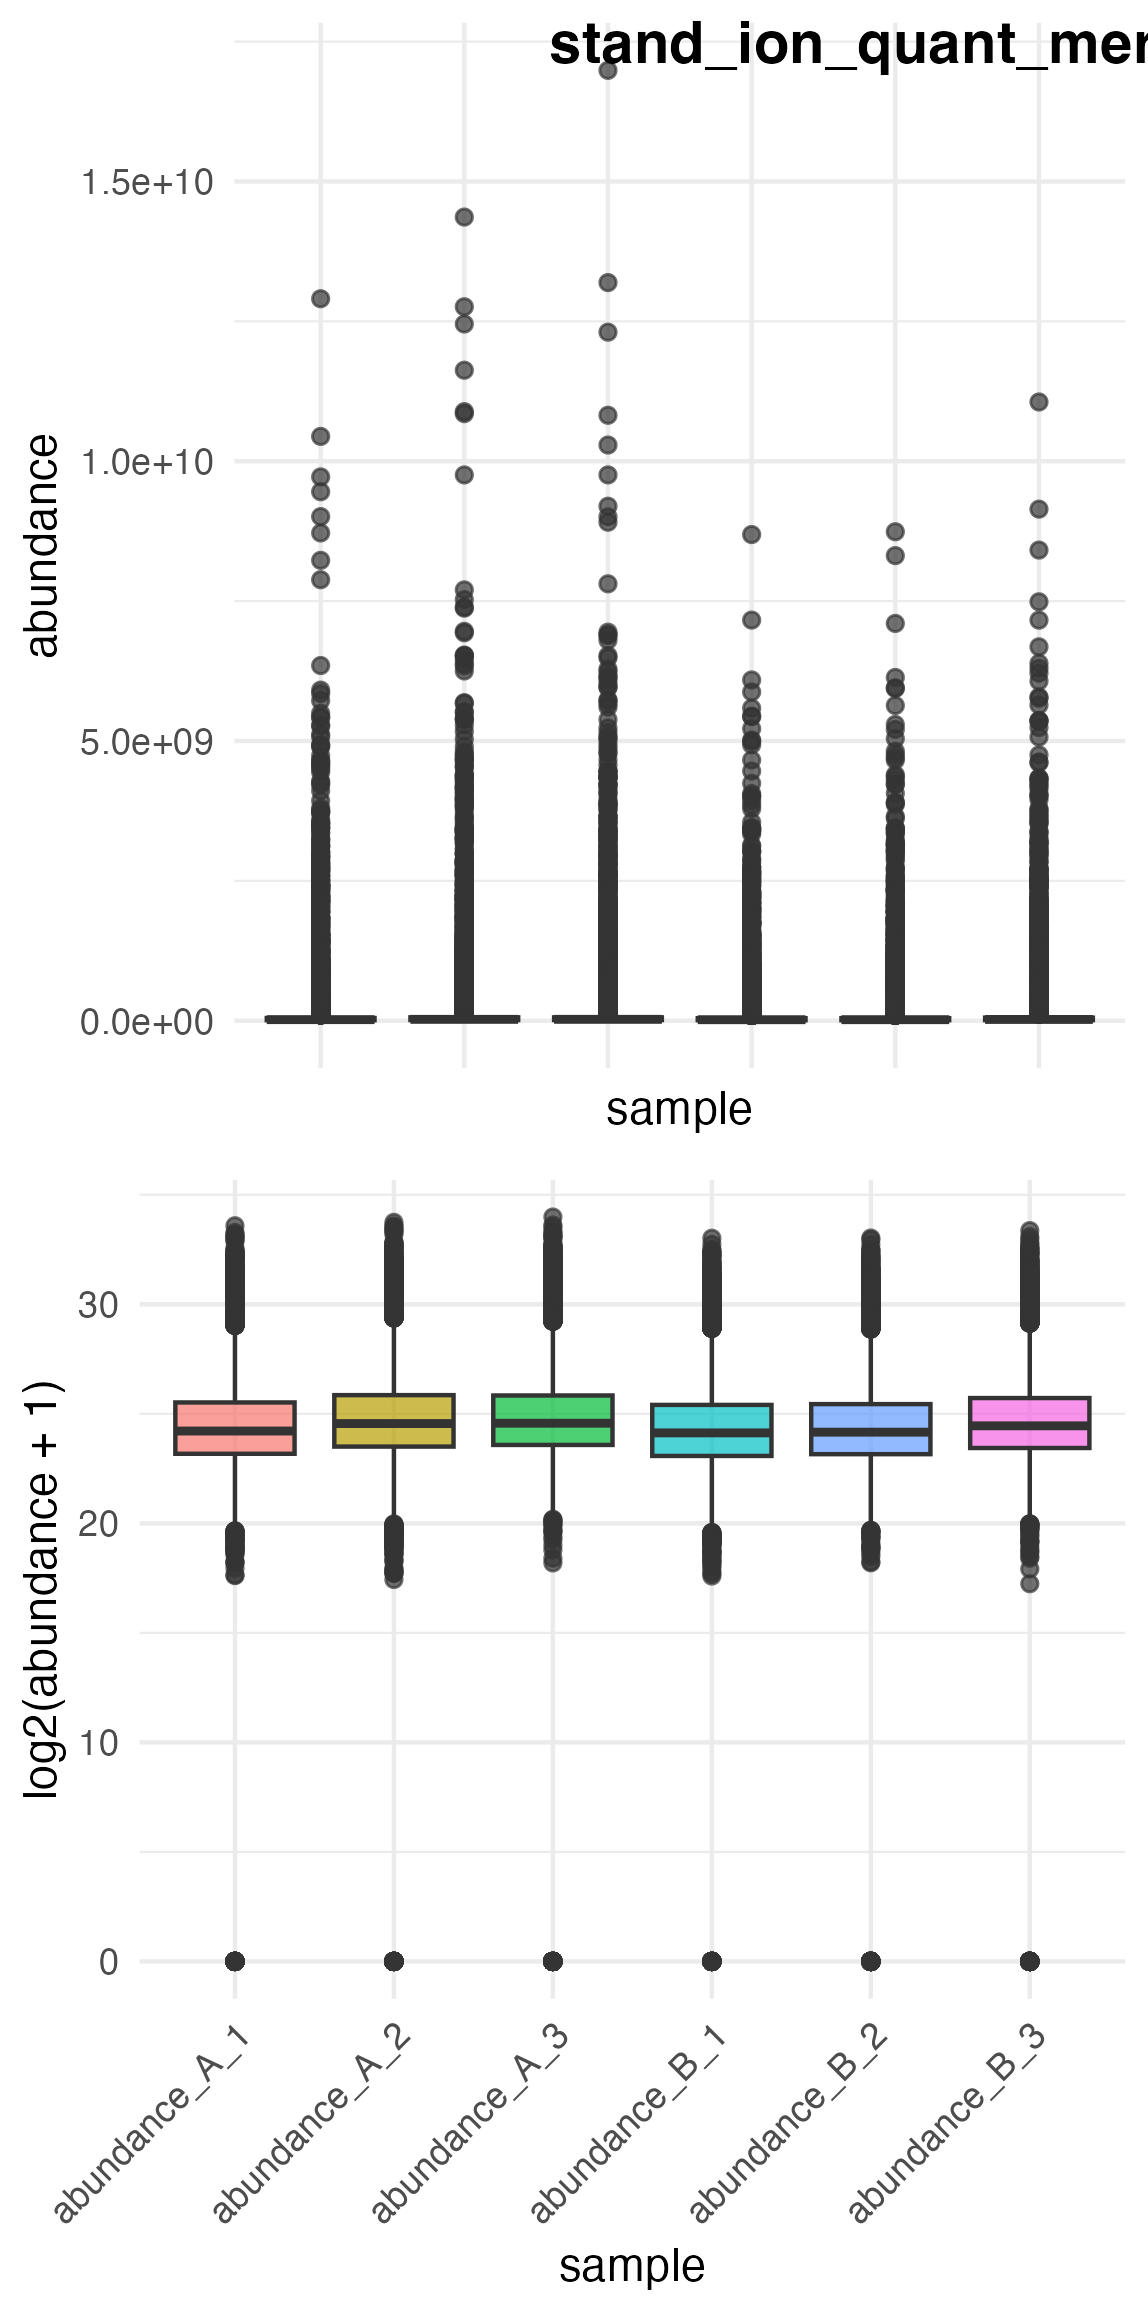 stand_ion_quant_mer
abundance
1.5e+10
1.0e+10
5.0e+09
0.0e+00
sample
log2(abundance + 1)
30
20
10
0
abundance_A_1
abundance_A_2
abundance_A_3
abundance_B_1
abundance_B_2
abundance_B_3
sample